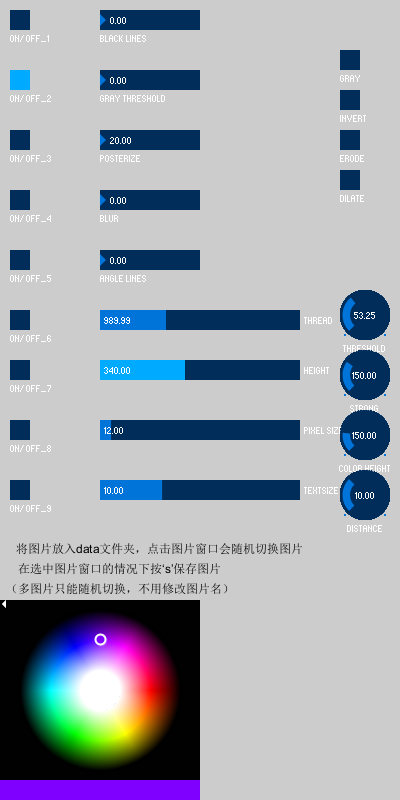 ON/OFF_1
0.00
BLACK LINES
GRAY
ON/OFF_2
0.00
GRAY THRESHOLD
INVERT
ON/OFF_3
20.00
POSTERIZE
ERODE
ON/OFF_4
0.00
BLUR
DILATE
ON/OFF_5
0.00
ANGLE LINES
ON/OFF_6
989.99
THREAD
53.25
THRESHOLD
ON/OFF_7
340.00
HEIGHT
150.00
STRONG
ON/OFF_8
12.00
PIXEL SIZE
150.00
COLOR HEIGHT
ON/OFF_9
10.00
TEXTSIZE
10.00
DISTANCE
将图片放入data文件夹，点击图片窗口会随机切换图片
在选中图片窗口的情况下按‘s’保存图片
（多图片只能随机切换，不用修改图片名）